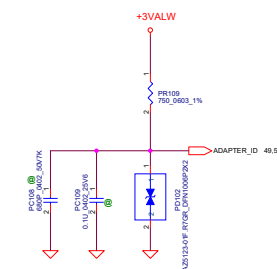 +3VALW
1
PR109
750_0603_1%
2
ADAPTER_ID 49,5
@
PC108
680P_0402_50V7K
1
2
PC109
0.1U_0402_25V6
1
2
@
PD102
AZ5123-01F_R7GR_DFN1006P2X2
1
2